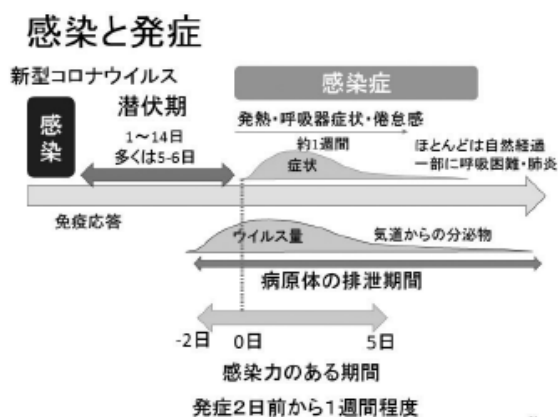 感染と発症
新型コロナウイルス
感染症
感染
潜伏期
1～14日
多くは5-6日
発熱・呼吸器症状・倦怠感
約1週間
症状
ほとんどは自然経過
一部に呼吸困難・肺炎
免疫応答
ウイルス量
気道からの分泌物
病原体の排泄期間
-2日
0日
5日
感染力のある期間
発症２日前から１週間程度